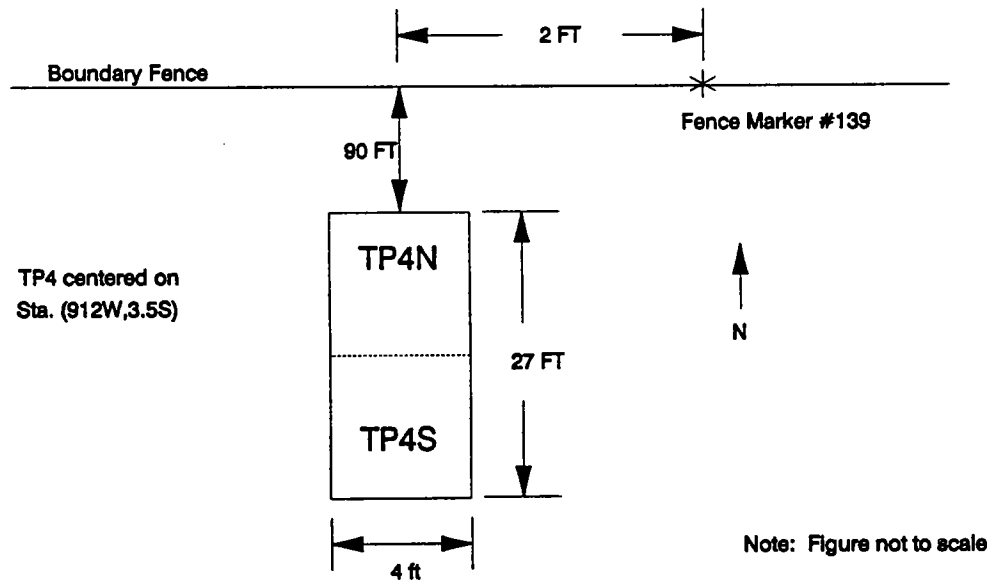 2 FT
Boundary Fence
Fence Marker #139
90 FT
TP4N
TP4 centered on
Sta. (912W,3.5S)
N
27 FT
TP4S
4 ft
Note: Figure not to scale